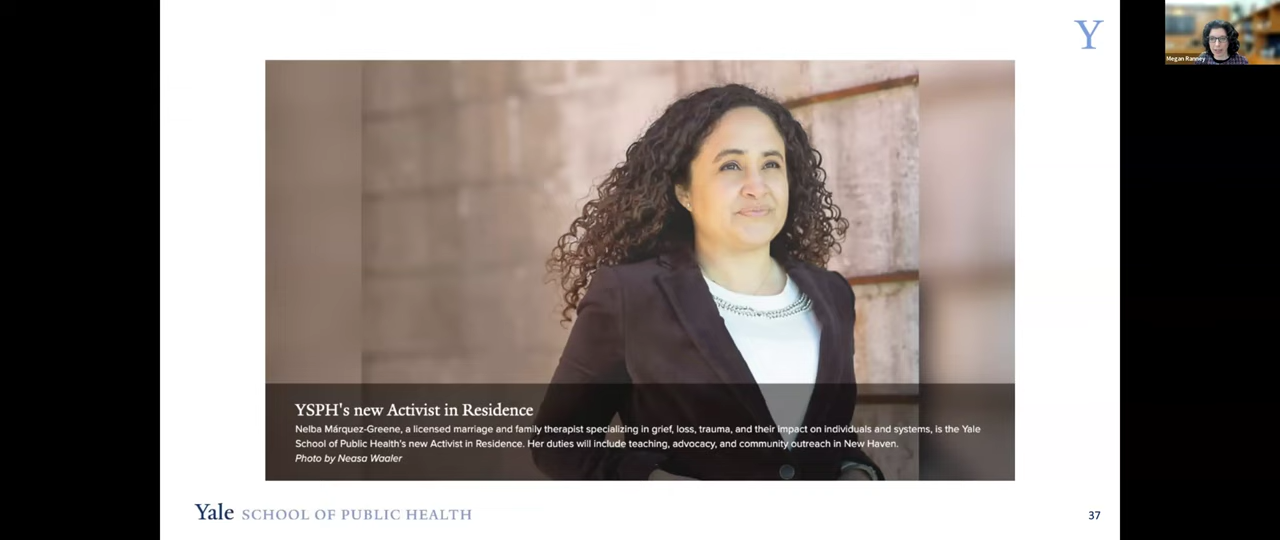 Y
Megan Ranney
YSPH's new Activist in Residence
Nelba Márquez-Greene, a licensed marriage and family therapist specializing in grief, loss, trauma, and their impact on individuals and systems, is the Yale
School of Public Health's new Activist in Residence. Her duties will include teaching, advocacy, and community outreach in New Haven.
Photo by Neasa Waaler
Yale SCHOOL OF PUBLIC HEALTH
37